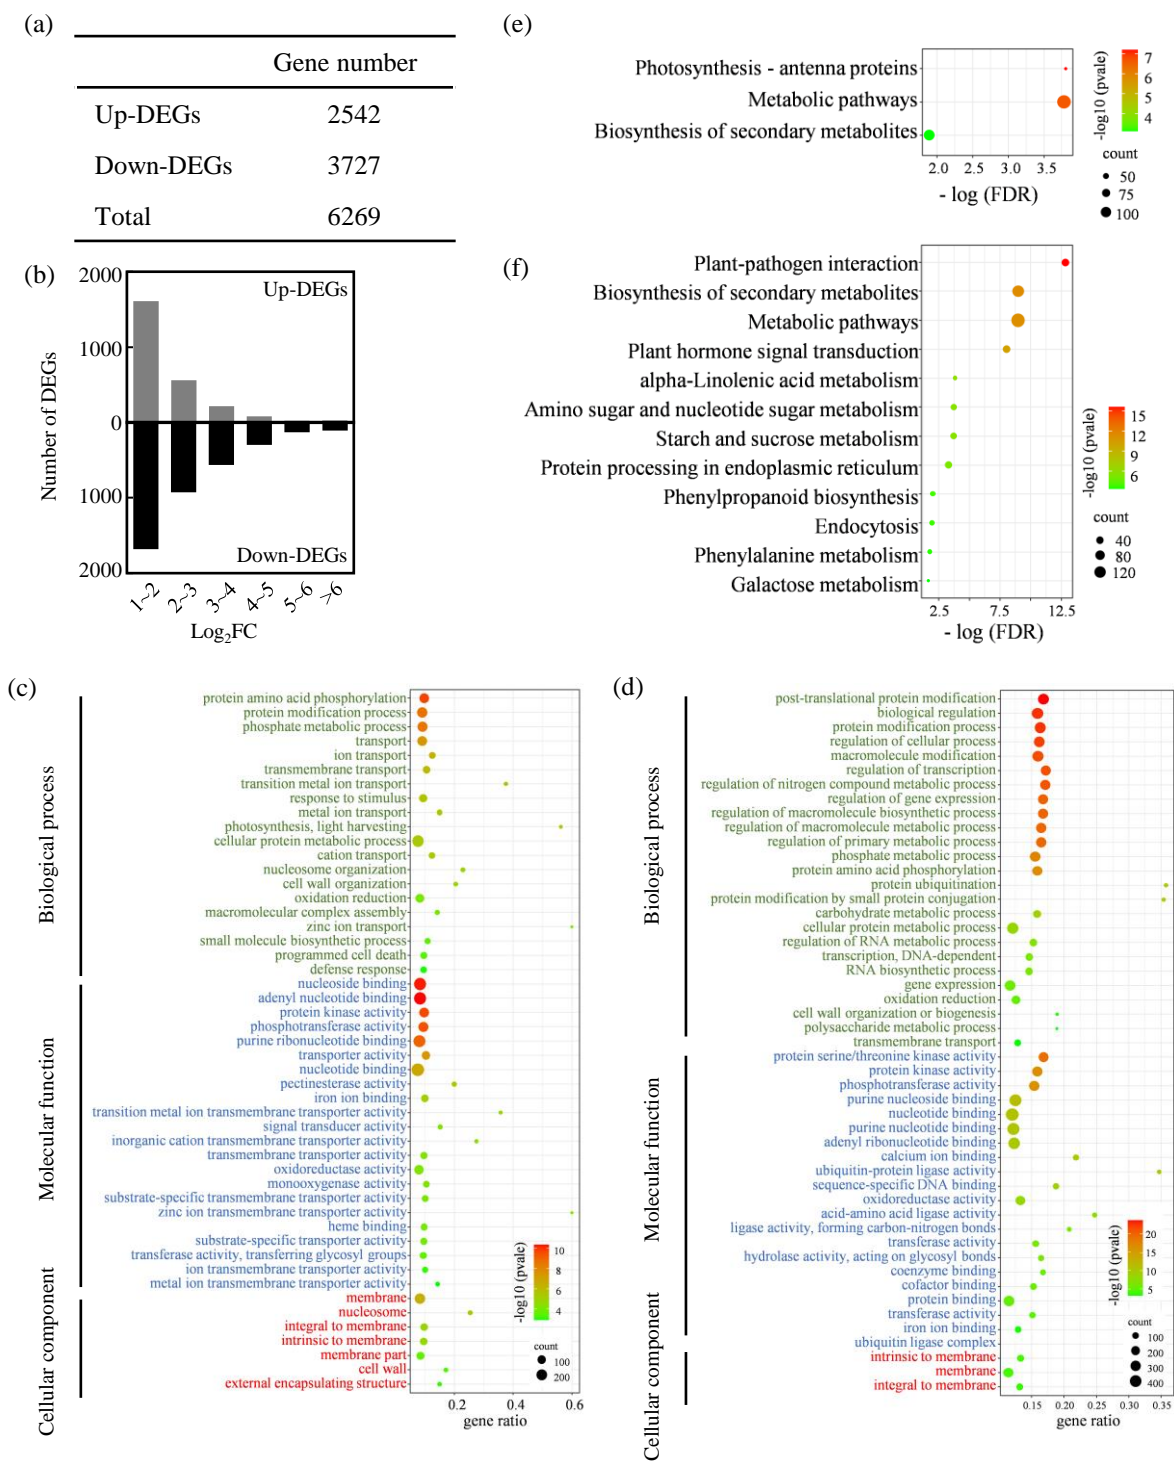 (a)
Gene number
Up-DEGs 2542
Down-DEGs 3727
Total 6269
(b)
Number of DEGs
2000
1000
0
1000
2000
Up-DEGs
Down-DEGs
1~2 2~3 3~4 4~5 5~6 >6
Log2FC
(e)
Photosynthesis - antenna proteins
Metabolic pathways
Biosynthesis of secondary metabolites
2.0 2.5 3.0 3.5
- log (FDR)
-log10 (pvale)
7
6
5
4
count
50
75
100
(f)
Plant-pathogen interaction
Biosynthesis of secondary metabolites
Metabolic pathways
Plant hormone signal transduction
alpha-Linolenic acid metabolism
Amino sugar and nucleotide sugar metabolism
Starch and sucrose metabolism
Protein processing in endoplasmic reticulum
Phenylpropanoid biosynthesis
Endocytosis
Phenylalanine metabolism
Galactose metabolism
2.5 7.5 12.5
- log (FDR)
-log10 (pvale)
15
12
9
6
count
40
80
120
(c)
Biological process
protein amino acid phosphorylation
protein modification process
phosphate metabolic process
transport
ion transport
transmembrane transport
transition metal ion transport
response to stimulus
metal ion transport
photosynthesis, light harvesting
cellular protein metabolic process
cation transport
nucleosome organization
cell wall organization
oxidation reduction
macromolecular complex assembly
zinc ion transport
small molecule biosynthetic process
programmed cell death
defense response
Molecular function
nucleoside binding
adenyl nucleotide binding
protein kinase activity
phosphotransferase activity
purine ribonucleotide binding
transporter activity
nucleotide binding
pectinesterase activity
iron ion binding
transition metal ion transmembrane transporter activity
signal transducer activity
inorganic cation transmembrane transporter activity
transmembrane transporter activity
oxidoreductase activity
monooxygenase activity
substrate-specific transmembrane transporter activity
zinc ion transmembrane transporter activity
heme binding
substrate-specific transporter activity
transferase activity, transferring glycosyl groups
ion transmembrane transporter activity
metal ion transmembrane transporter activity
Cellular component
membrane
nucleosome
integral to membrane
intrinsic to membrane
membrane part
cell wall
external encapsulating structure
0.2 0.4 0.6
gene ratio
-log10 (pvale)
10
8
6
4
count
100
200
(d)
Biological process
post-translational protein modification
biological regulation
protein modification process
regulation of cellular process
macromolecule modification
regulation of transcription
regulation of nitrogen compound metabolic process
regulation of gene expression
regulation of macromolecule biosynthetic process
regulation of macromolecule metabolic process
regulation of primary metabolic process
phosphate metabolic process
protein amino acid phosphorylation
protein ubiquitination
protein modification by small protein conjugation
carbohydrate metabolic process
cellular protein metabolic process
regulation of RNA metabolic process
transcription, DNA-dependent
RNA biosynthetic process
gene expression
oxidation reduction
cell wall organization or biogenesis
polysaccharide metabolic process
transmembrane transport
Molecular function
protein serine/threonine kinase activity
protein kinase activity
phosphotransferase activity
purine nucleoside binding
nucleotide binding
purine nucleotide binding
adenyl ribonucleotide binding
calcium ion binding
ubiquitin-protein ligase activity
sequence-specific DNA binding
oxidoreductase activity
acid-amino acid ligase activity
ligase activity, forming carbon-nitrogen bonds
transferase activity
hydrolase activity, acting on glycosyl bonds
coenzyme binding
cofactor binding
protein binding
transferase activity
iron ion binding
ubiquitin ligase complex
Cellular component
intrinsic to membrane
membrane
integral to membrane
0.15 0.20 0.25 0.30 0.35
gene ratio
-log10 (pvale)
20
15
10
5
count
100
200
300
400